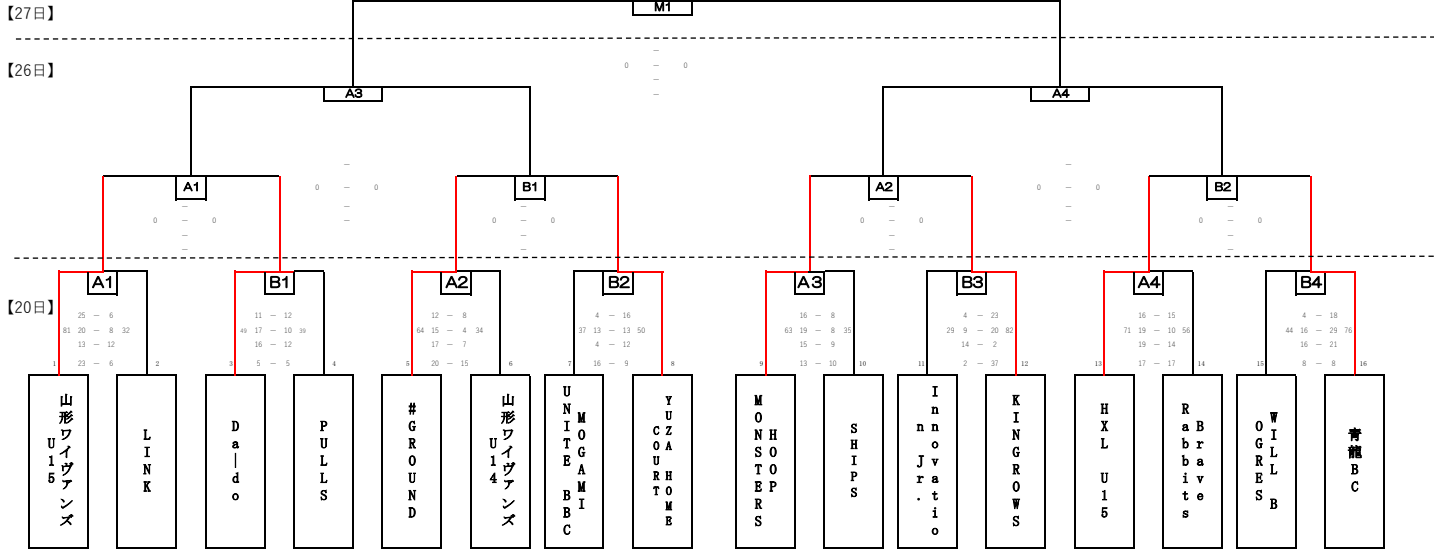 【27日】
M1
【26日】
－
0 － 0
－
－
A3
A4
－
0 － 0
－
－
0 － 0
－
A1
B1
A2
B2
－
0 － 0
－
－
－
0 － 0
－
－
－
0 － 0
－
－
－
0 － 0
－
－
【20日】
A1
B1
A2
B2
A3
B3
A4
B4
25 － 6
81 20 － 8 32
13 － 12
23 － 6
11 － 12
49 17 － 10 39
16 － 12
5 － 5
12 － 8
64 15 － 4 34
17 － 7
20 － 15
4 － 16
37 13 － 13 50
4 － 12
16 － 9
16 － 8
63 19 － 8 35
15 － 9
13 － 10
4 － 23
29 9 － 20 82
14 － 2
2 － 37
16 － 15
71 19 － 10 56
19 － 14
17 － 17
4 － 18
44 16 － 29 76
16 － 21
8 － 8
1 2 3 4 5 6 7 8 9 10 11 12 13 14 15 16
山形ワイヴァンズ
U15
LINK
Da|do
PULLS
#GROUND
山形ワイヴァンズ
U14
MOGAMI
UNITE BBC
YUZA HOME
COURT
HOOP
MONSTERS
SHIPS
Innovatio
n Jr.
KINGROWS
HXL U15
Brave
Rabbits
WILL B
OGRES
青龍BC